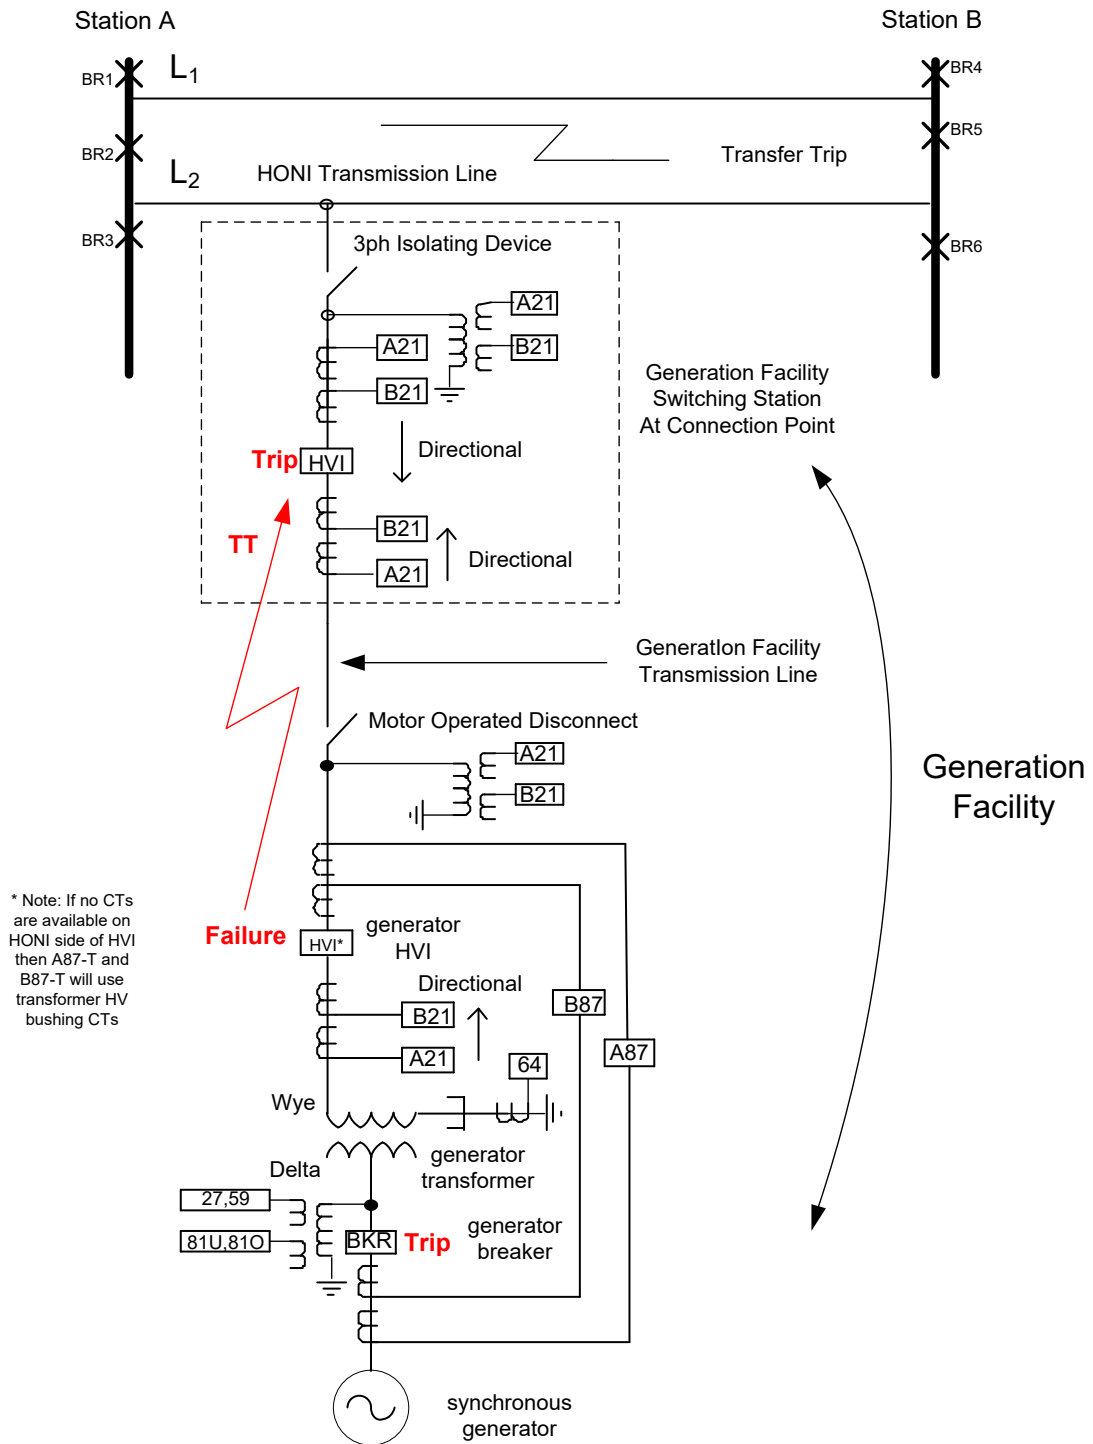 Station A
Station B
BR1
L1
BR4
BR5
BR2
Transfer Trip
L2
HONI Transmission Line
BR3
3ph Isolating Device
BR6
A21
A21
B21
B21
Generation Facility
Switching Station
At Connection Point
Directional
Trip
HVI
B21
TT
Directional
A21
Generation Facility
Transmission Line
Motor Operated Disconnect
A21
B21
Generation
Facility
* Note: If no CTs
are available on
HONI side of HVI
then A87-T and
B87-T will use
transformer HV
bushing CTs
Failure
HVI*
generator
HVI
Directional
B21
B87
A21
A87
64
Wye
Delta
generator
transformer
27,59
81U,81O
BKR
Trip
generator
breaker
synchronous
generator